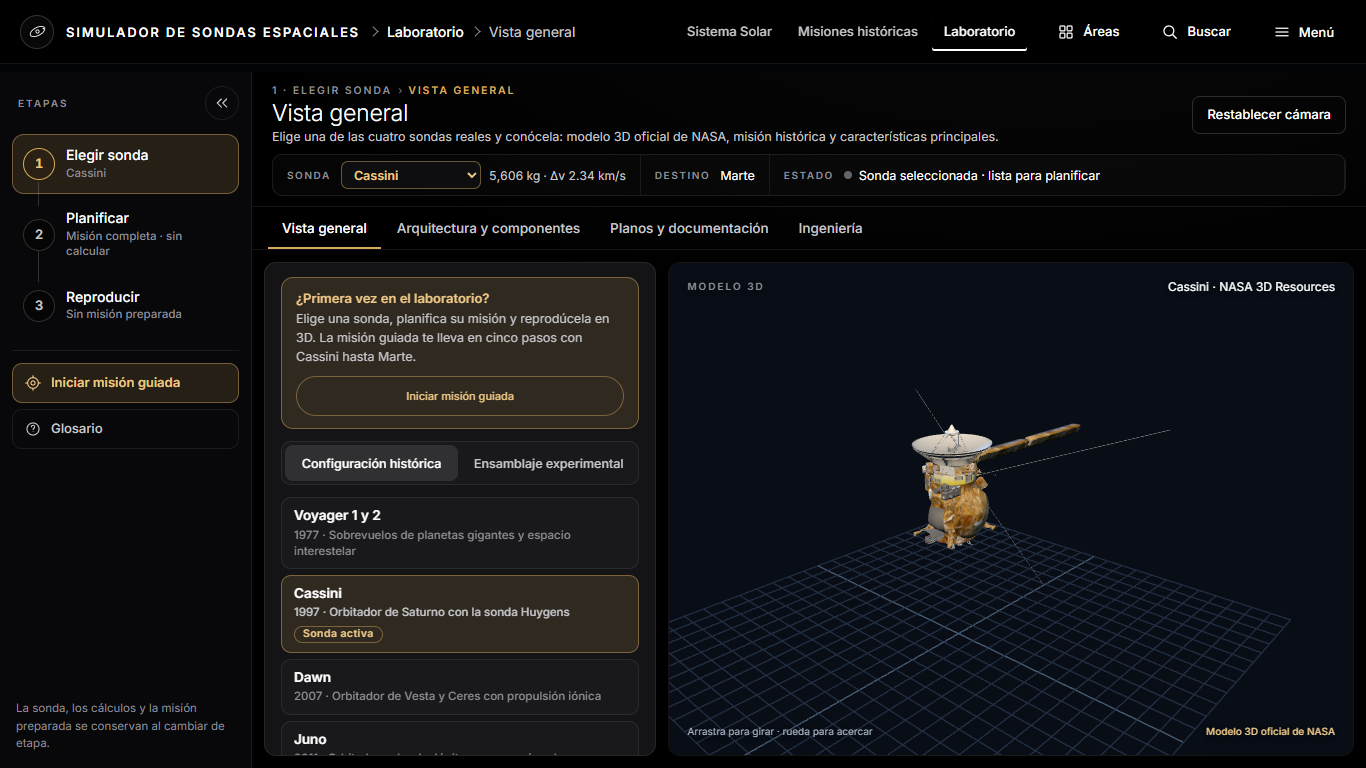 SIMULADOR DE SONDAS ESPACIALES
Laboratorio
Vista general
Sistema Solar
Misiones históricas
Laboratorio
Áreas
Buscar
Menú
ETAPAS
1
Elegir sonda
Cassini
2
Planificar
Misión completa · sin
calcular
3
Reproducir
Sin misión preparada
Iniciar misión guiada
Glosario
La sonda, los cálculos y la misión
preparada se conservan al cambiar de
etapa.
1 · ELEGIR SONDA › VISTA GENERAL
Vista general
Elige una de las cuatro sondas reales y conócela: modelo 3D oficial de NASA, misión histórica y características principales.
Restablecer cámara
SONDA Cassini 5,606 kg · Δv 2.34 km/s
DESTINO Marte
ESTADO Sonda seleccionada · lista para planificar
Vista general
Arquitectura y componentes
Planos y documentación
Ingeniería
¿Primera vez en el laboratorio?
Elige una sonda, planifica su misión y reprodúcela en
3D. La misión guiada te lleva en cinco pasos con
Cassini hasta Marte.
Iniciar misión guiada
Configuración histórica
Ensamblaje experimental
Voyager 1 y 2
1977 · Sobrevuelos de planetas gigantes y espacio
interestelar
Cassini
1997 · Orbitador de Saturno con la sonda Huygens
Sonda activa
Dawn
2007 · Orbitador de Vesta y Ceres con propulsión iónica
Juno
MODELO 3D
Cassini · NASA 3D Resources
Arrastra para girar · rueda para acercar
Modelo 3D oficial de NASA